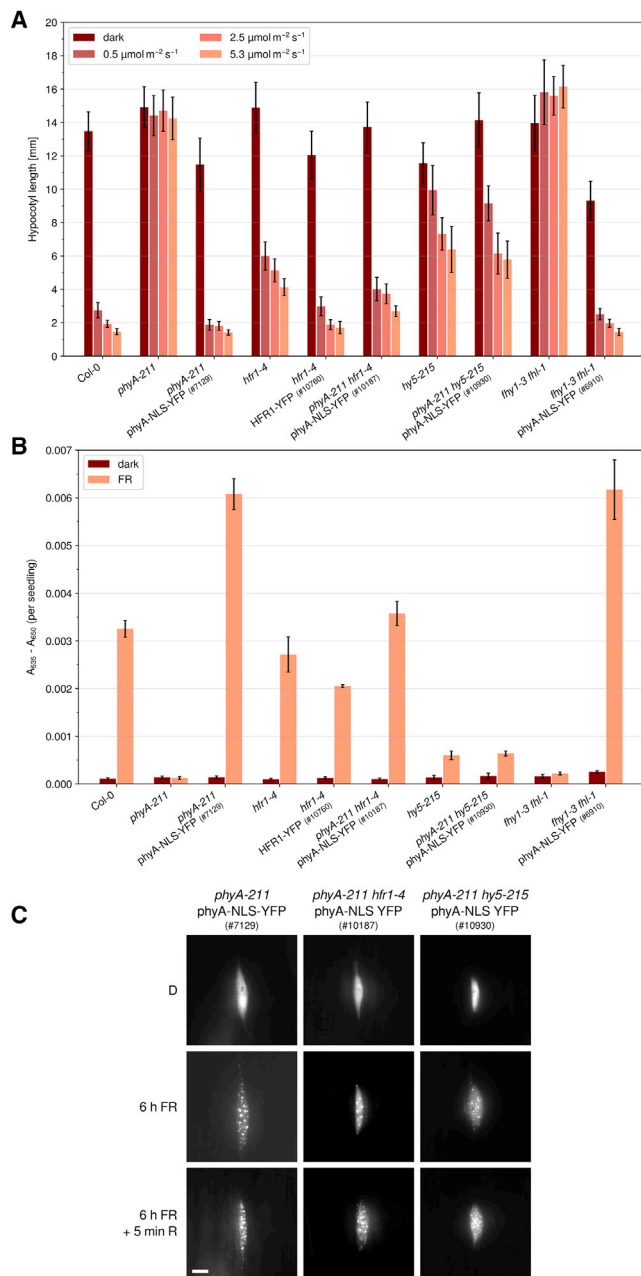 A
dark
0.5 μmol m⁻² s⁻¹
2.5 μmol m⁻² s⁻¹
5.3 μmol m⁻² s⁻¹
Hypocotyl length [mm]
20
18
16
14
12
10
8
6
4
2
0
Col-0
phyA-211
phyA-211
phyA-NLS-YFP (#7129)
hfr1-4
hfr1-4
HFR1-YFP (#10760)
phyA-211 hfr1-4
phyA-NLS-YFP (#10187)
hy5-215
phyA-211 hy5-215
phyA-NLS-YFP (#10930)
fhy1-3 fhl-1
fhy1-3 fhl-1
phyA-NLS-YFP (#6910)
B
dark
FR
A₅₃₅ - A₆₅₀ (per seedling)
0.007
0.006
0.005
0.004
0.003
0.002
0.001
0.000
Col-0
phyA-211
phyA-211
phyA-NLS-YFP (#7129)
hfr1-4
hfr1-4
HFR1-YFP (#10760)
phyA-211 hfr1-4
phyA-NLS-YFP (#10187)
hy5-215
phyA-211 hy5-215
phyA-NLS-YFP (#10930)
fhy1-3 fhl-1
fhy1-3 fhl-1
phyA-NLS-YFP (#6910)
C
phyA-211
phyA-NLS-YFP
(#7129)
phyA-211 hfr1-4
phyA-NLS YFP
(#10187)
phyA-211 hy5-215
phyA-NLS YFP
(#10930)
D
6 h FR
6 h FR
+ 5 min R